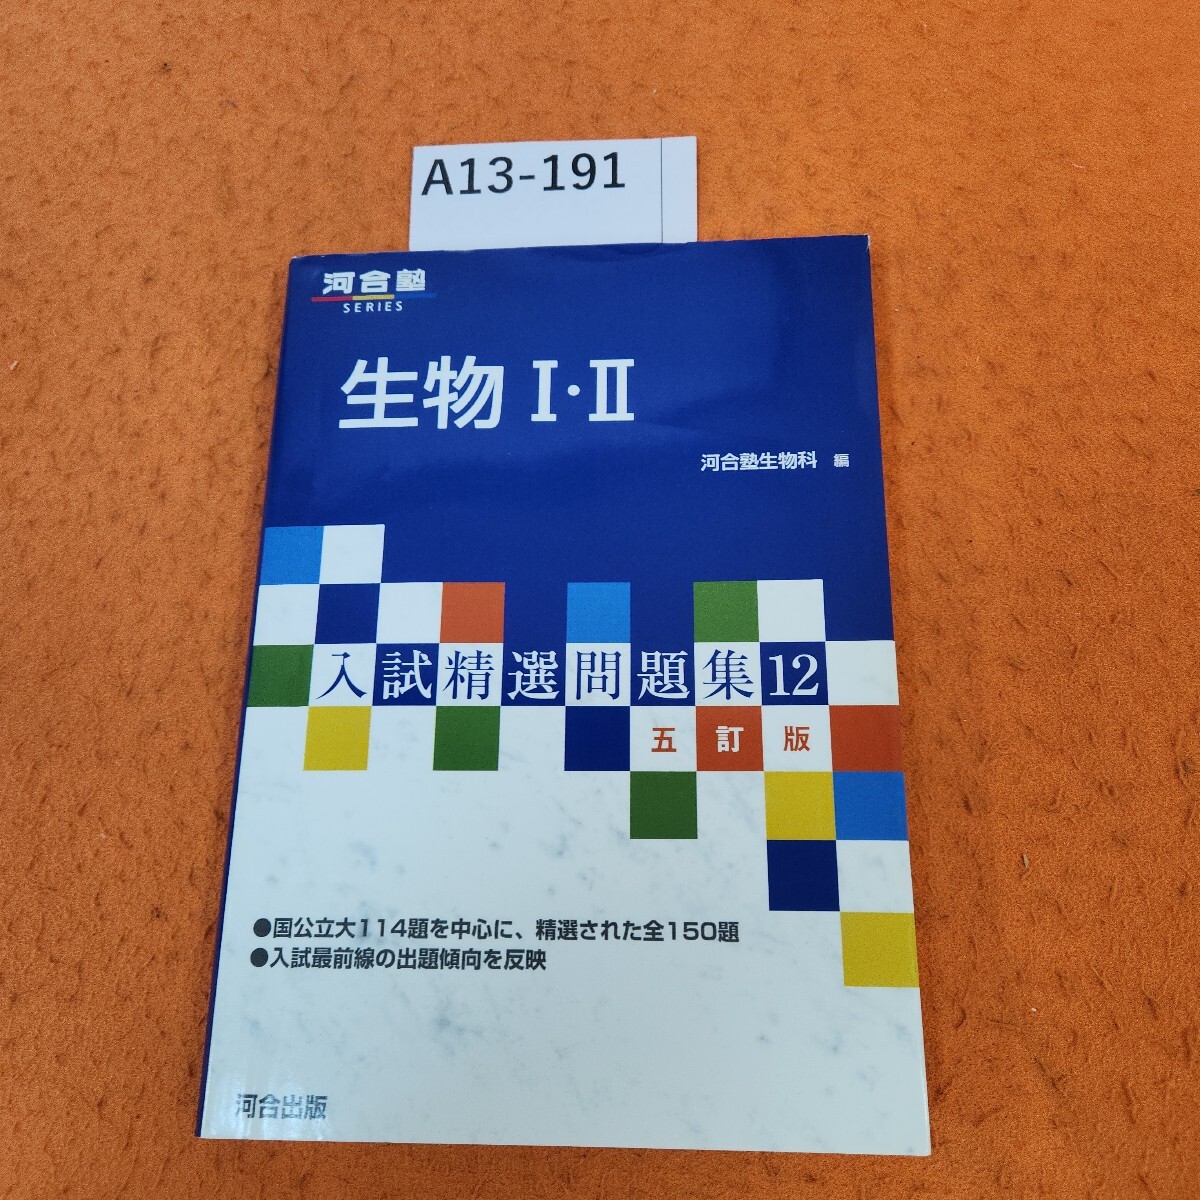 A13-191
河合塾
SERIES
生物 I・II
河合塾生物科 編
入試精選問題集12
五訂版
●国公立大114題を中心に、精選された全150題
●入試最前線の出題傾向を反映
河合出版